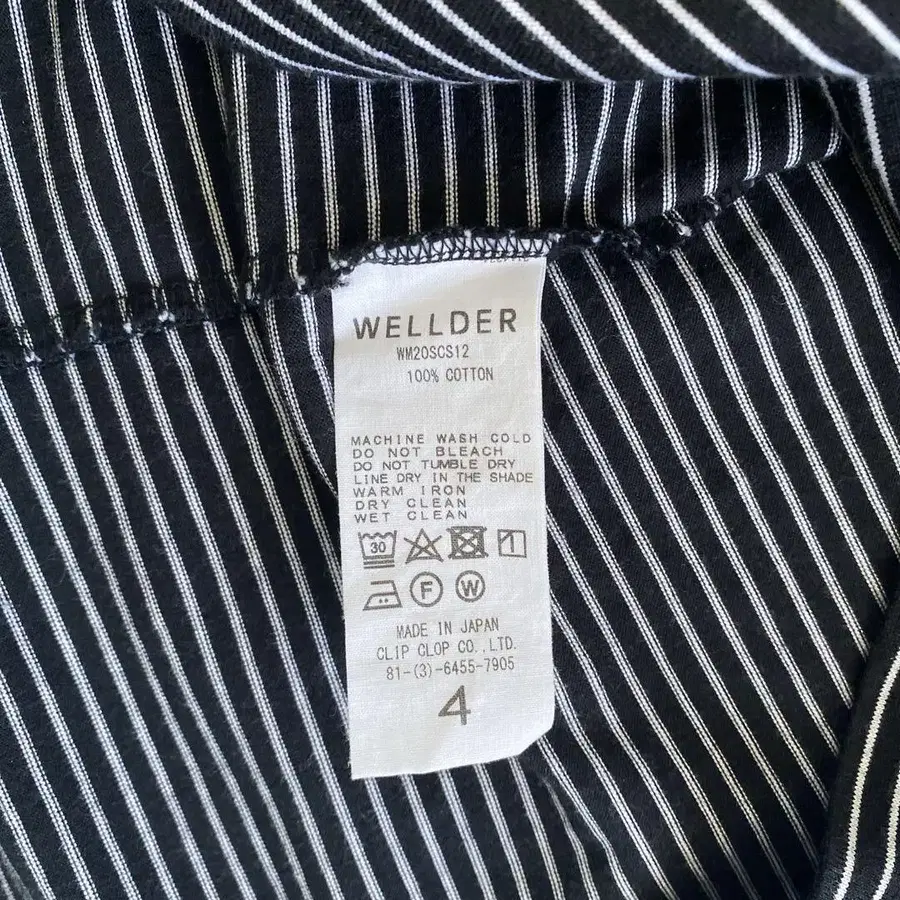 WELLDER
WM20SCS12
100% COTTON
MACHINE WASH COLD
DO NOT BLEACH
DO NOT TUMBLE DRY
LINE DRY IN THE SHADE
WARM IRON
DRY CLEAN
WET CLEAN
30
F W
MADE IN JAPAN
CLIP CLOP CO.,LTD.
81-(3)-6455-7905
4